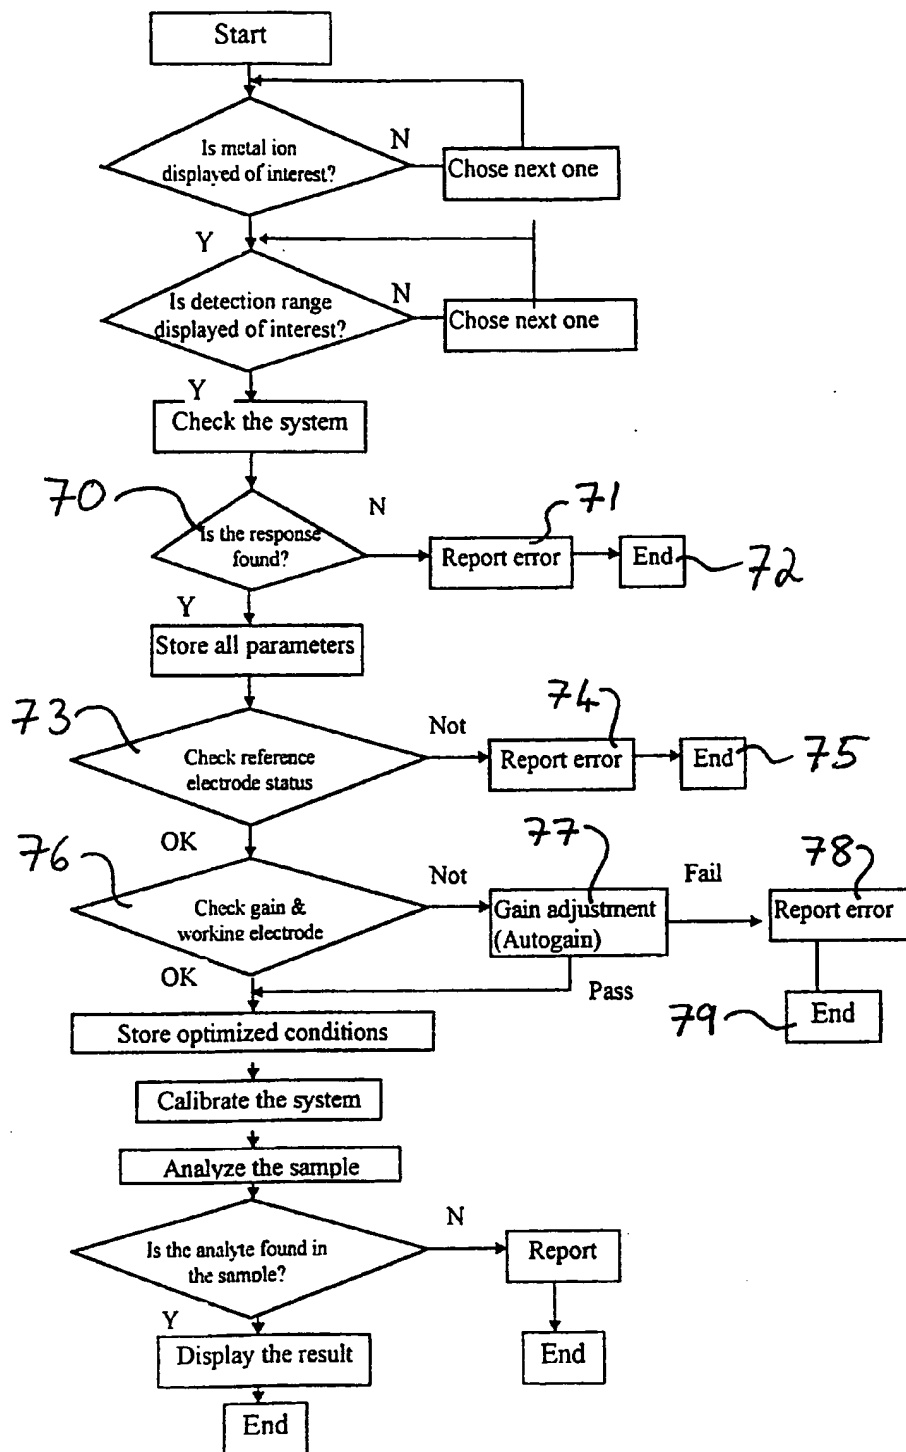 Start
Is metal ion
displayed of interest?
N
Chose next one
Y
Is detection range
displayed of interest?
N
Chose next one
Y
Check the system
70
Is the response
found?
N
71
Report error
End
72
Y
Store all parameters
73
Check reference
electrode status
Not
74
Report error
End
75
OK
76
Check gain &
working electrode
Not
77
Gain adjustment
(Autogain)
Fail
78
Report error
OK
Pass
79
End
Store optimized conditions
Calibrate the system
Analyze the sample
Is the analyte found in
the sample?
N
Report
Y
Display the result
End
End